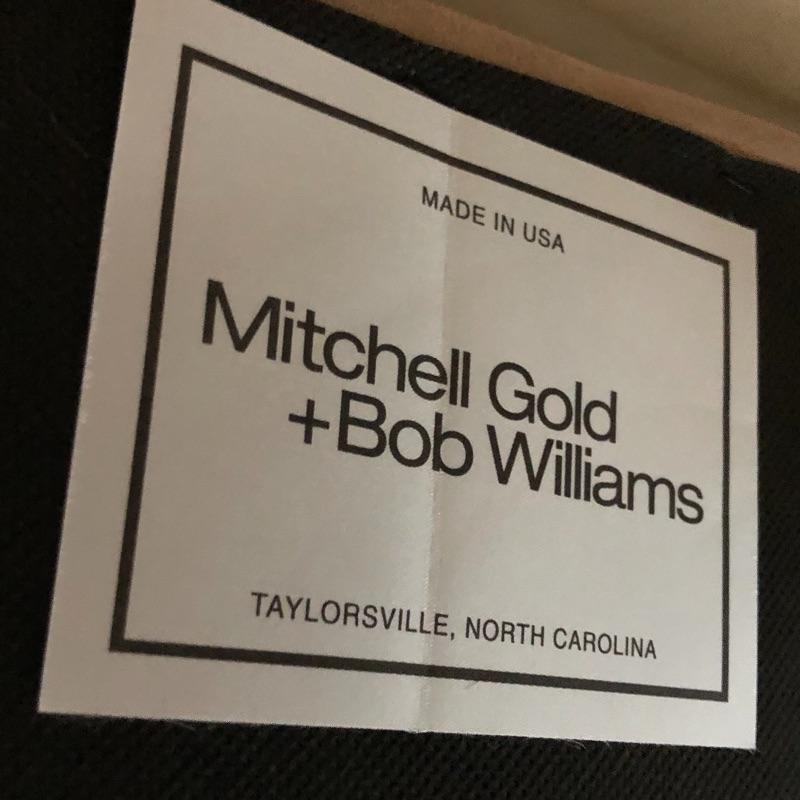 MADE IN USA
Mitchell Gold
+Bob Williams
TAYLORSVILLE, NORTH CAROLINA